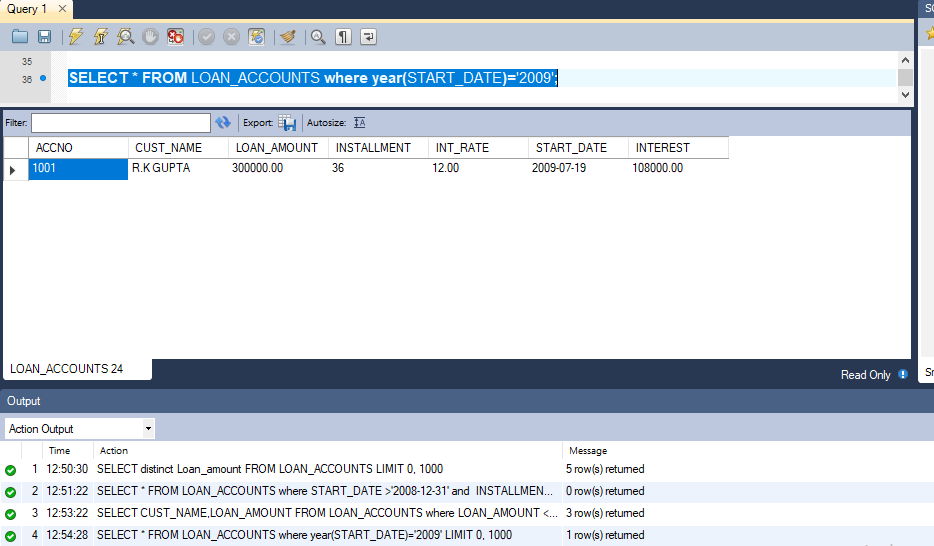 Query 1
SC
35
36 SELECT * FROM LOAN_ACCOUNTS where year(START_DATE)='2009';
Filter: Export: Autosize:
ACCNO CUST_NAME LOAN_AMOUNT INSTALLMENT INT_RATE START_DATE INTEREST
1001 R.K GUPTA 300000.00 36 12.00 2009-07-19 108000.00
LOAN_ACCOUNTS 24
Read Only
Sr
Output
Action Output
Time Action Message
1 12:50:30 SELECT distinct Loan_amount FROM LOAN_ACCOUNTS LIMIT 0, 1000 5 row(s) returned
2 12:51:22 SELECT * FROM LOAN_ACCOUNTS where START_DATE >'2008-12-31' and INSTALLMEN... 0 row(s) returned
3 12:53:22 SELECT CUST_NAME,LOAN_AMOUNT FROM LOAN_ACCOUNTS where LOAN_AMOUNT <... 3 row(s) returned
4 12:54:28 SELECT * FROM LOAN_ACCOUNTS where year(START_DATE)='2009' LIMIT 0, 1000 1 row(s) returned